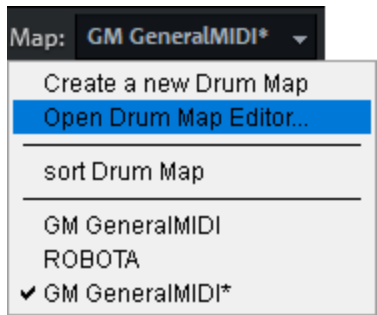 Map: GM GeneralMIDI*
Create a new Drum Map
Open Drum Map Editor...
sort Drum Map
GM GeneralMIDI
ROBOTA
✔ GM GeneralMIDI*